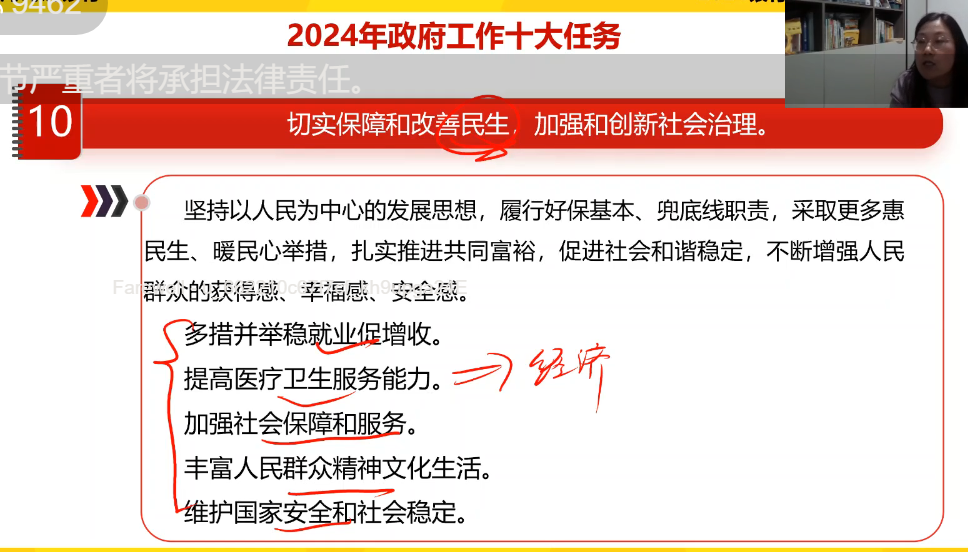 9462
2024年政府工作十大任务
节严重者将承担法律责任。
10
切实保障和改善民生，加强和创新社会治理。
坚持以人民为中心的发展思想，履行好保基本、兜底线职责，采取更多惠
民生、暖民心举措，扎实推进共同富裕，促进社会和谐稳定，不断增强人民
群众的获得感、幸福感、安全感。
多措并举稳就业促增收。
提高医疗卫生服务能力。
经济
加强社会保障和服务。
丰富人民群众精神文化生活。
维护国家安全和社会稳定。